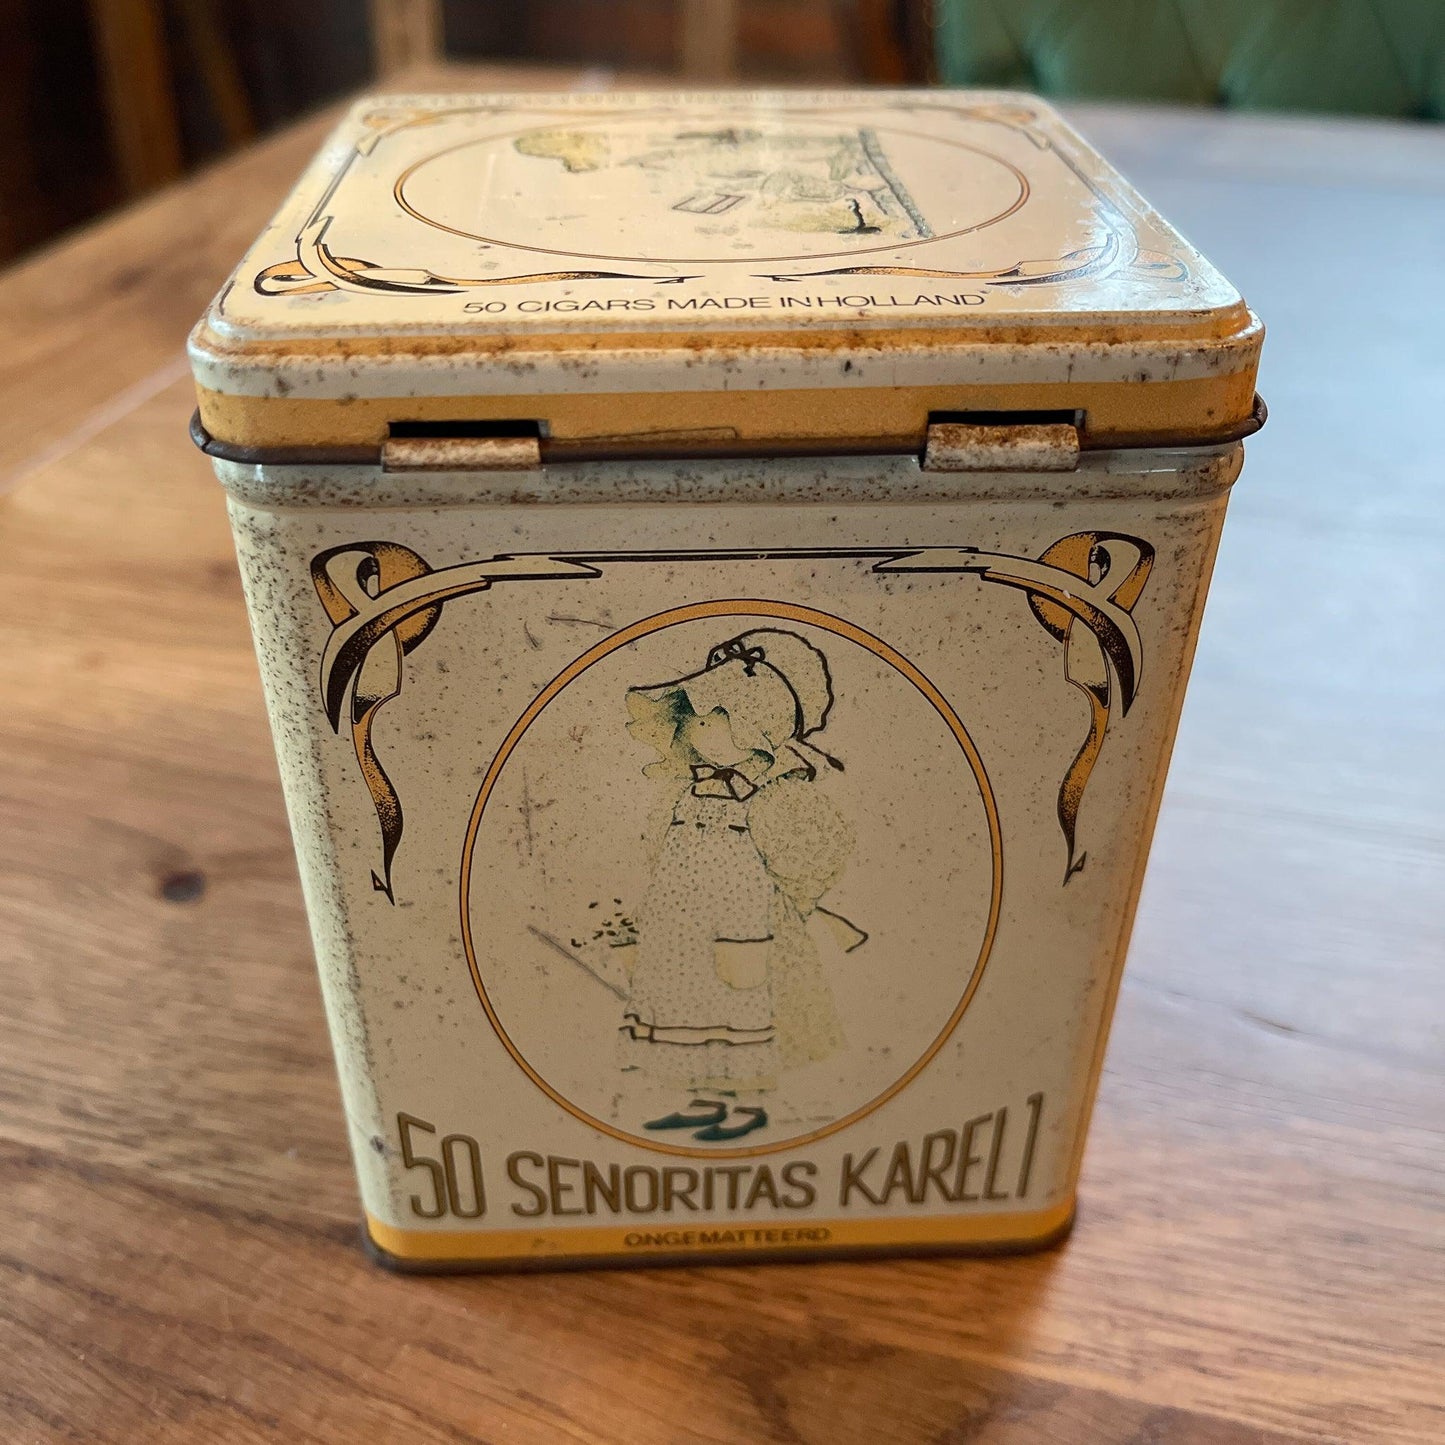 50 CIGARS MADE IN HOLLAND
50 SENORITAS KAREL 1
ONGEMATTEERD